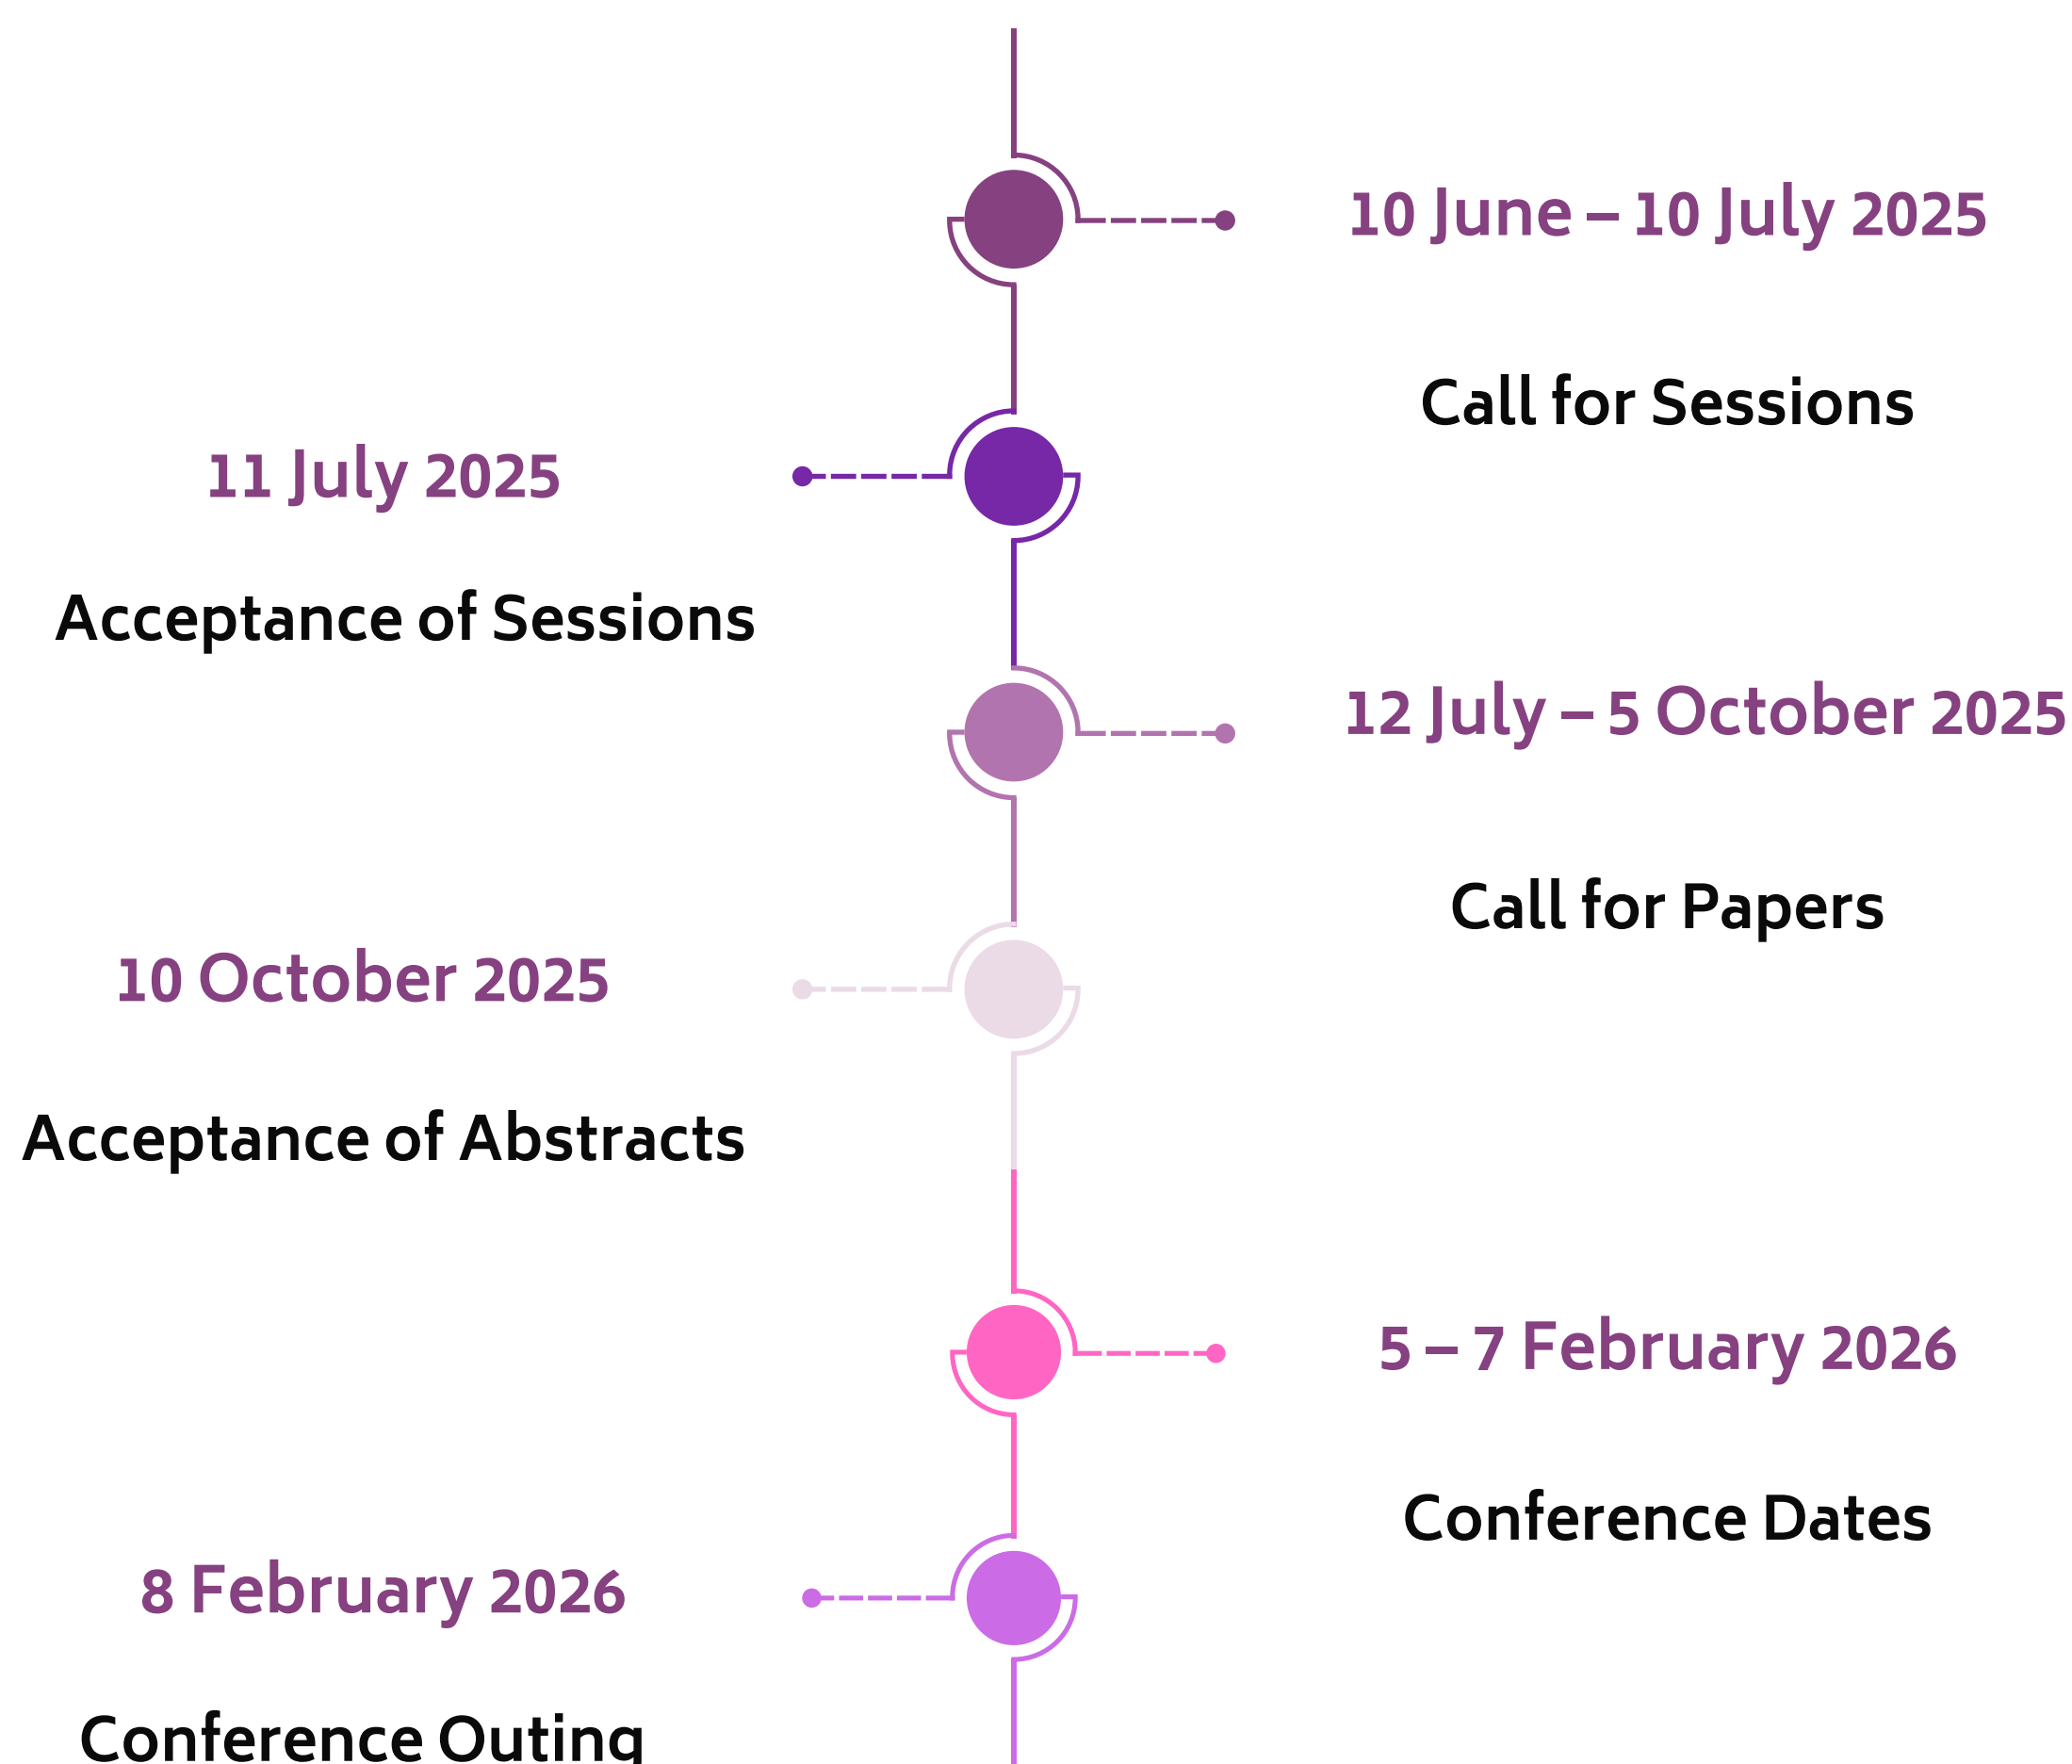 10 June – 10 July 2025
Call for Sessions
11 July 2025
Acceptance of Sessions
12 July – 5 October 2025
Call for Papers
10 October 2025
Acceptance of Abstracts
5 – 7 February 2026
Conference Dates
8 February 2026
Conference Outing